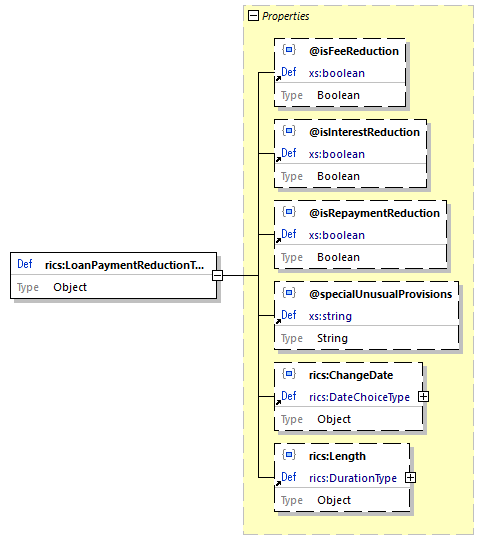 Properties
@isFeeReduction
Def xs:boolean
Type Boolean
@isInterestReduction
Def xs:boolean
Type Boolean
@isRepaymentReduction
Def xs:boolean
Type Boolean
Def rics:LoanPaymentReductionT...
Type Object
@specialUnusualProvisions
Def xs:string
Type String
rics:ChangeDate
Def rics:DateChoiceType
Type Object
rics:Length
Def rics:DurationType
Type Object